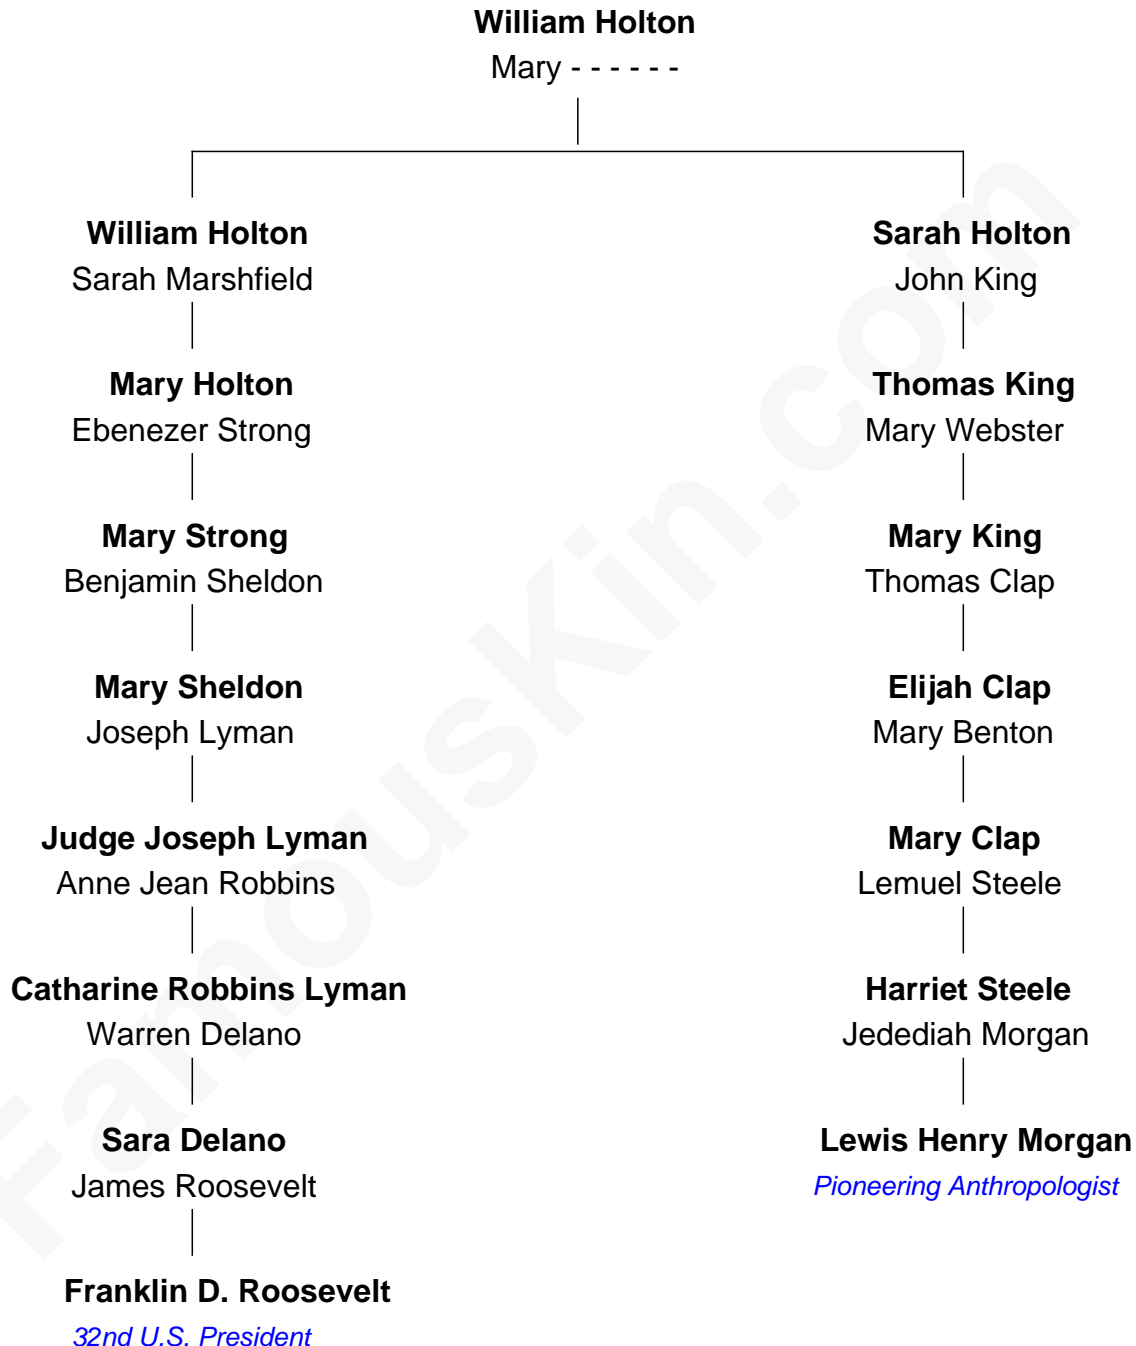 William Holton
Mary - - - - - -
William Holton
Sarah Marshfield
Sarah Holton
John King
Mary Holton
Ebenezer Strong
Thomas King
Mary Webster
Mary Strong
Benjamin Sheldon
Mary King
Thomas Clap
Mary Sheldon
Joseph Lyman
Elijah Clap
Mary Benton
Judge Joseph Lyman
Anne Jean Robbins
Mary Clap
Lemuel Steele
Catharine Robbins Lyman
Warren Delano
Harriet Steele
Jedediah Morgan
Sara Delano
James Roosevelt
Lewis Henry Morgan
Pioneering Anthropologist
Franklin D. Roosevelt
32nd U.S. President
FamousKin.com